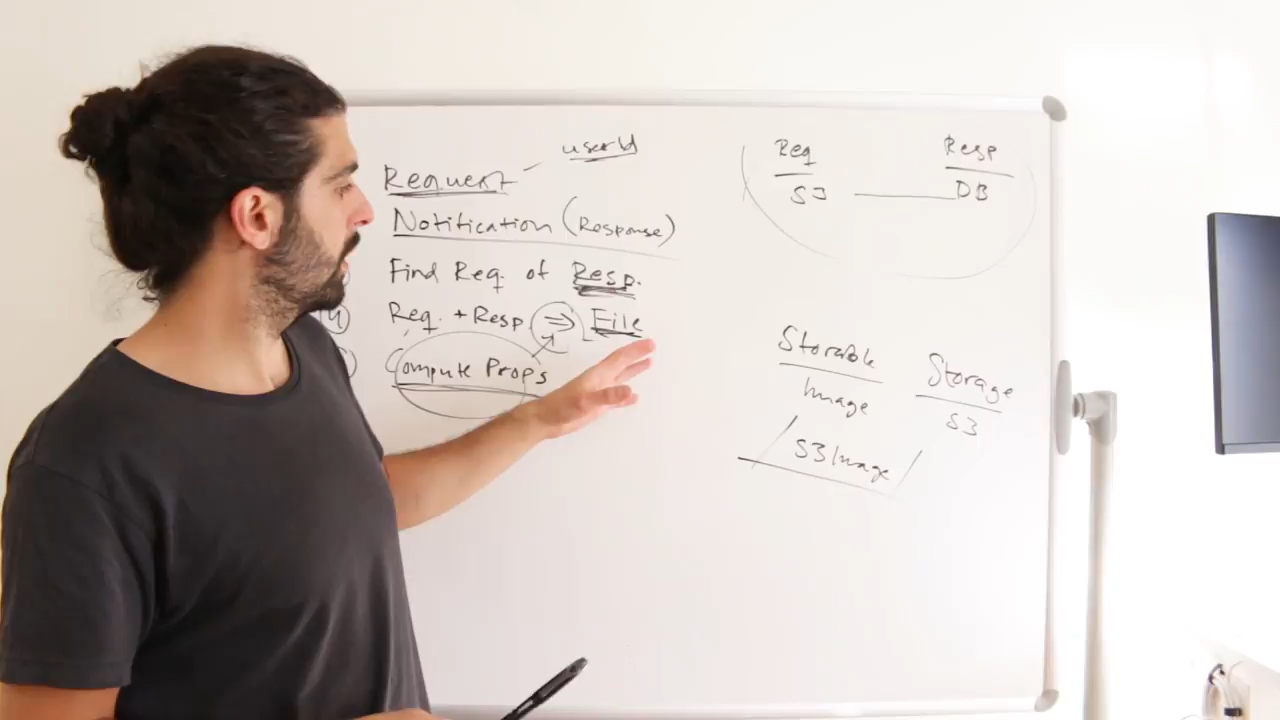 userId
Request
Notification (Response)
Find Req. of Resp.
4) Req. + Resp ⇒ File
Compute Props
Req
S3
Resp
DB
Storable
Image
Storage
S3
S3Image